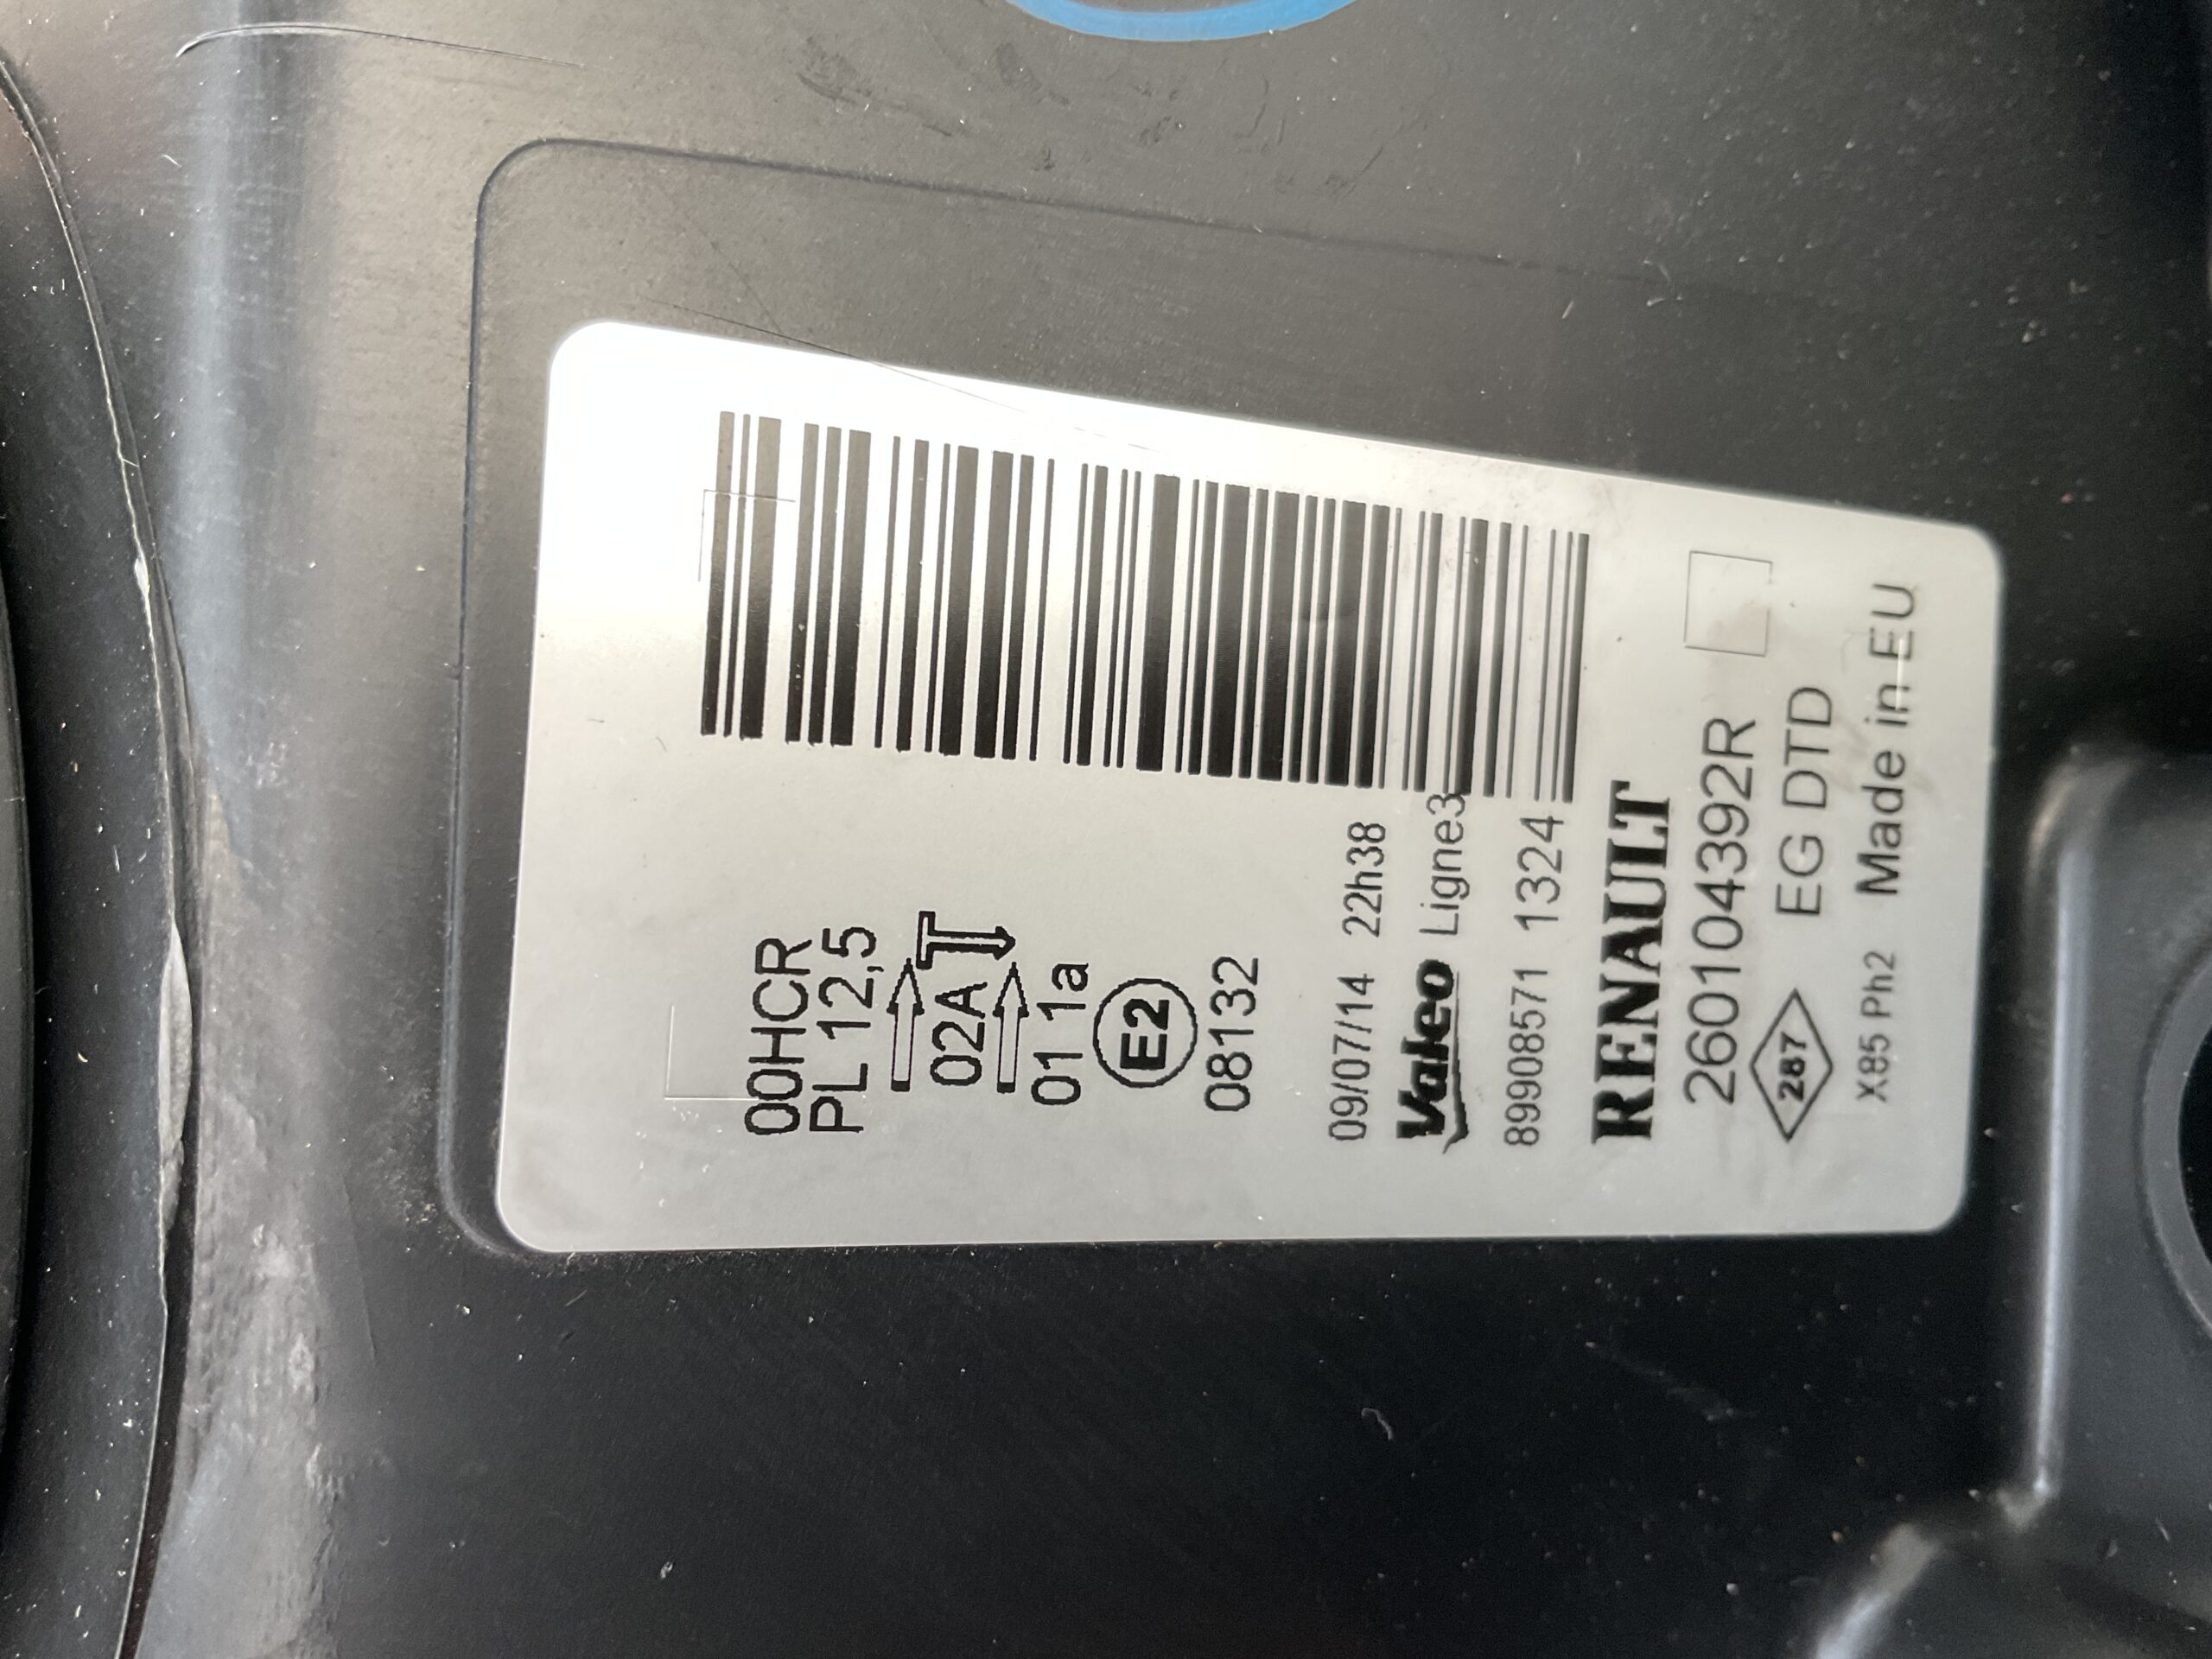 00HCR
PL 12,5
02A
01 1a
E2
08132
09/07/14 22h38
Valeo Ligne3
89908571 1324
RENAULT
260104392R
287 EG DTD
X85 Ph2 Made in EU